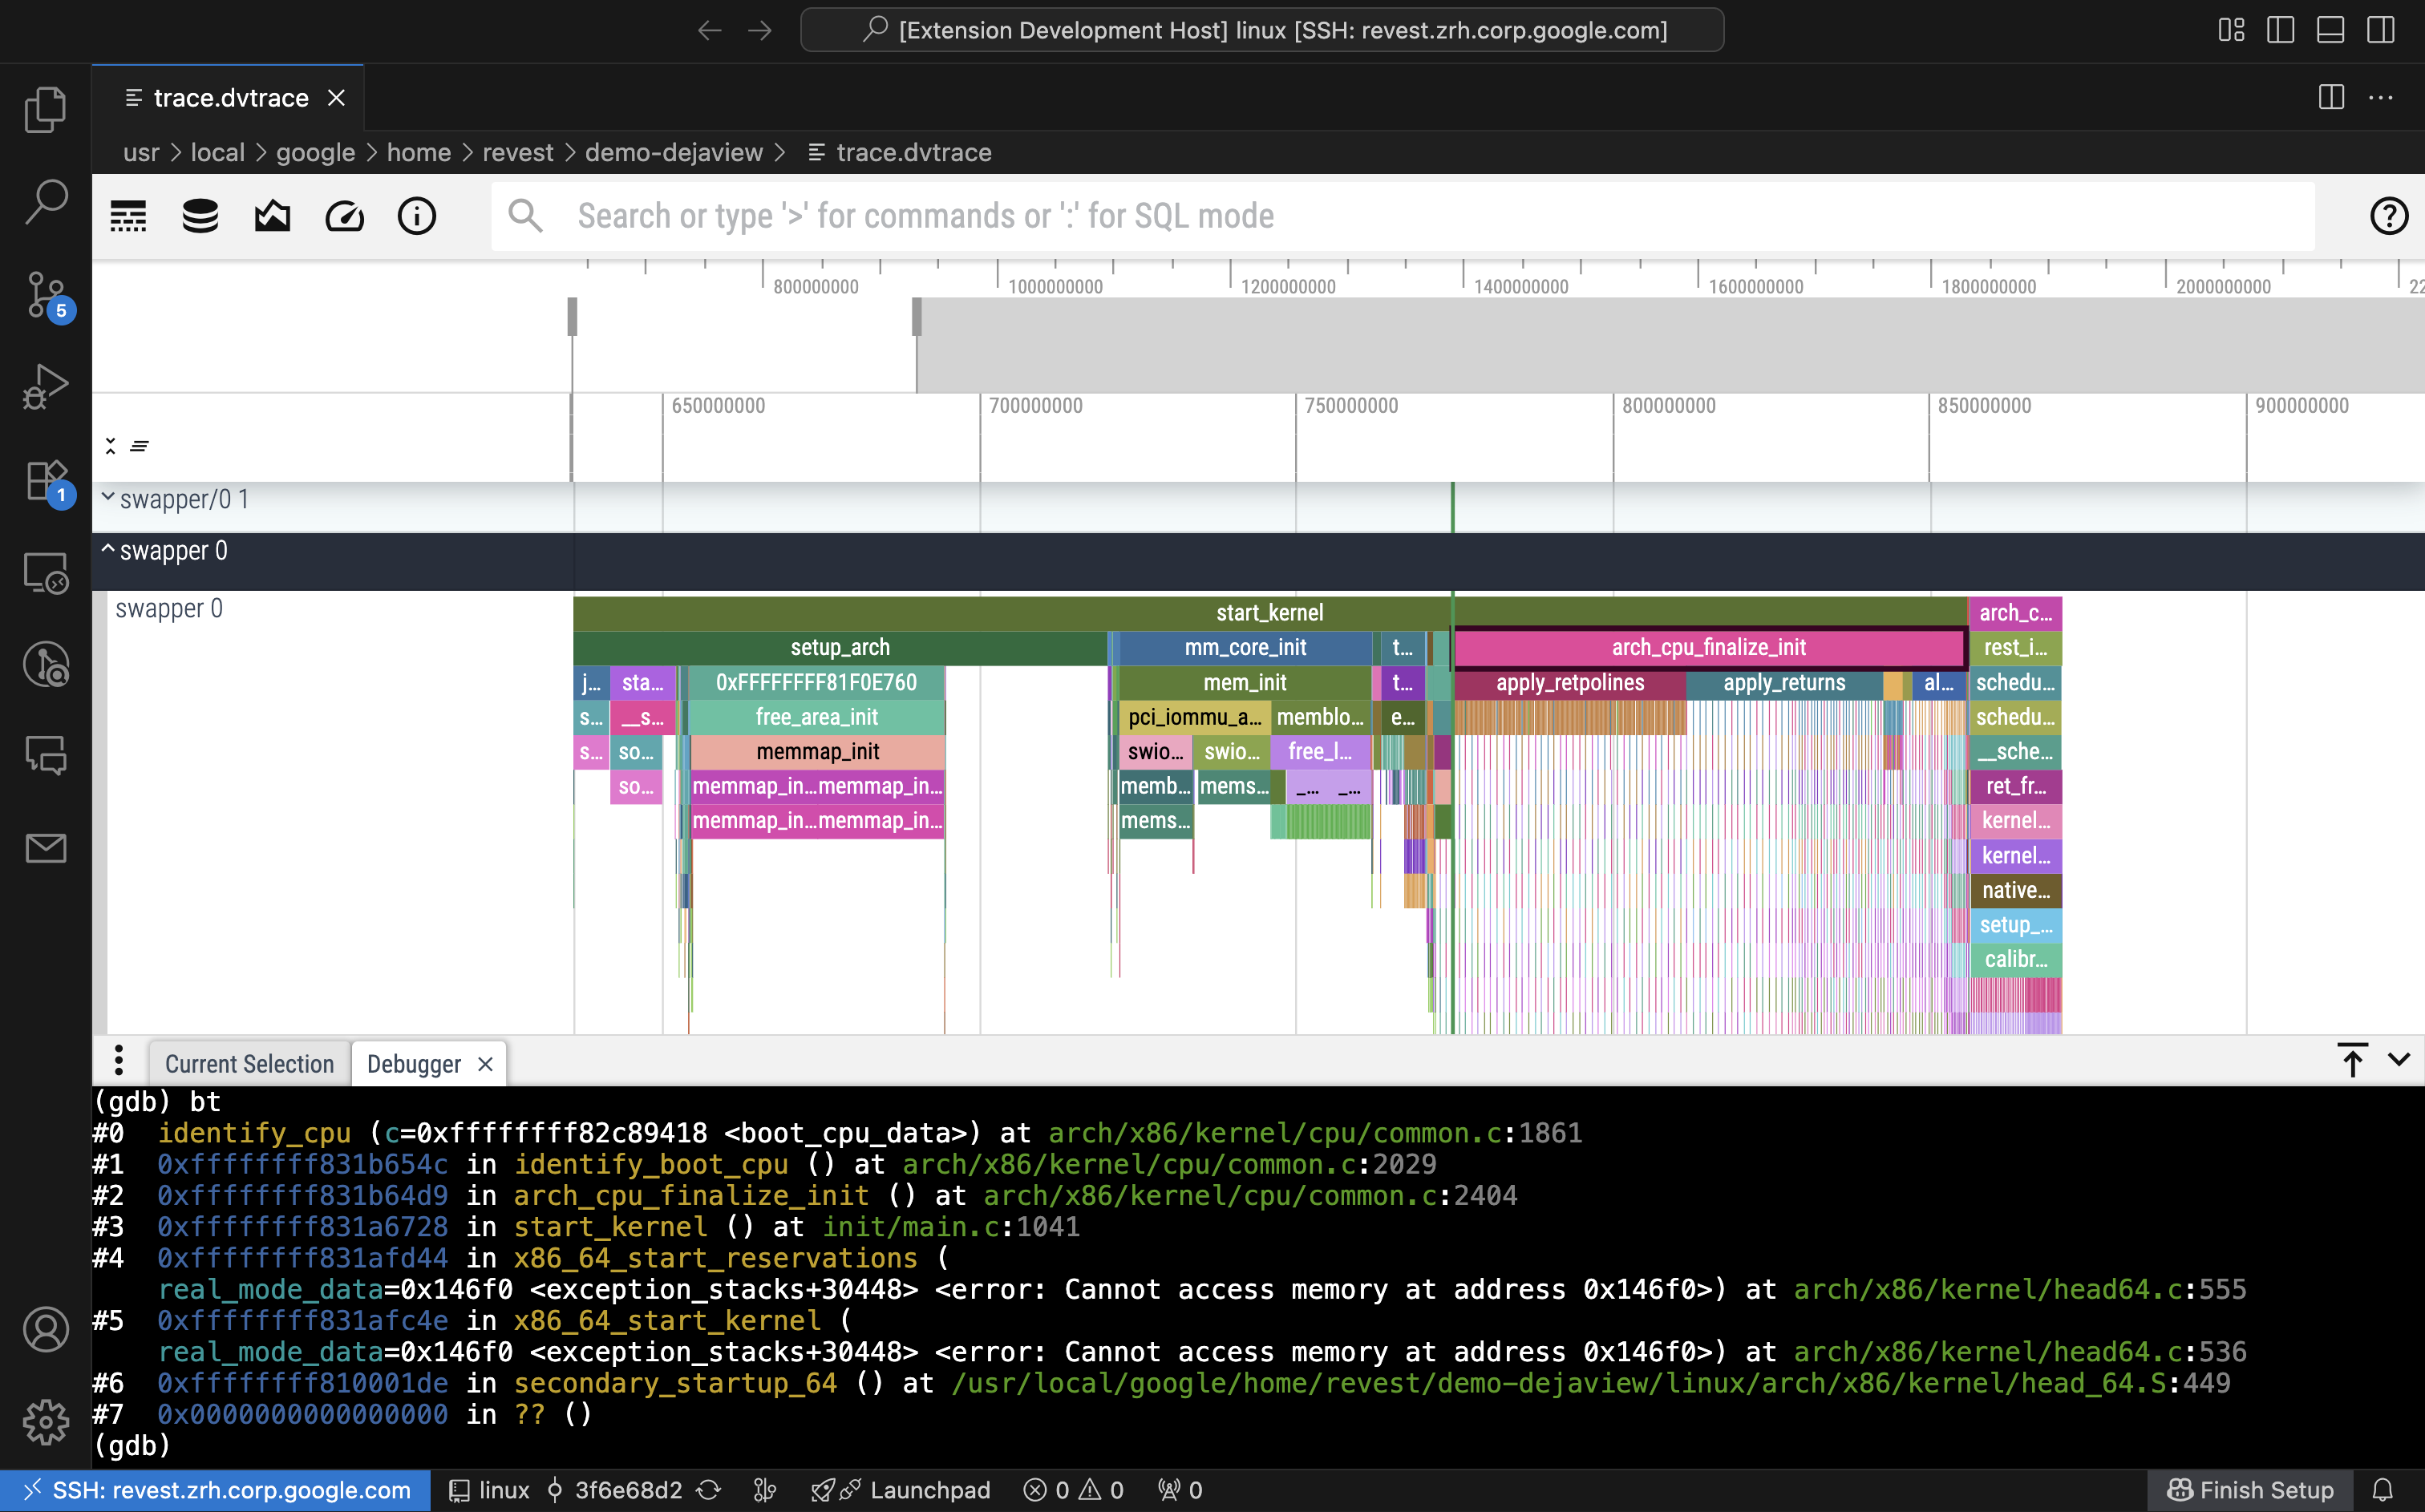 [Extension Development Host] linux [SSH: revest.zrh.corp.google.com]
trace.dvtrace
usr > local > google > home > revest > demo-dejaview > trace.dvtrace
Search or type '>' for commands or ':' for SQL mode
5
1
800000000 1000000000 1200000000 1400000000 1600000000 1800000000 2000000000 22
650000000 700000000 750000000 800000000 850000000 900000000
swapper/0 1
swapper 0
swapper 0
start_kernel arch_c...
setup_arch mm_core_init t... arch_cpu_finalize_init rest_i...
j... sta... 0xFFFFFFFF81F0E760 mem_init t... apply_retpolines apply_returns al... schedu...
s... __s... free_area_init pci_iommu_a... memblo... e... schedu...
s... so... memmap_init swio... swio... free_l... __sche...
so... memmap_in... memmap_in... memb... mems... _... _... ret_fr...
memmap_in... memmap_in... mems... kernel...
kernel...
native...
setup_...
calibr...
Current Selection Debugger
(gdb) bt
#0 identify_cpu (c=0xffffffff82c89418 <boot_cpu_data>) at arch/x86/kernel/cpu/common.c:1861
#1 0xffffffff831b654c in identify_boot_cpu () at arch/x86/kernel/cpu/common.c:2029
#2 0xffffffff831b64d9 in arch_cpu_finalize_init () at arch/x86/kernel/cpu/common.c:2404
#3 0xffffffff831a6728 in start_kernel () at init/main.c:1041
#4 0xffffffff831afd44 in x86_64_start_reservations (
real_mode_data=0x146f0 <exception_stacks+30448> <error: Cannot access memory at address 0x146f0>) at arch/x86/kernel/head64.c:555
#5 0xffffffff831afc4e in x86_64_start_kernel (
real_mode_data=0x146f0 <exception_stacks+30448> <error: Cannot access memory at address 0x146f0>) at arch/x86/kernel/head64.c:536
#6 0xffffffff810001de in secondary_startup_64 () at /usr/local/google/home/revest/demo-dejaview/linux/arch/x86/kernel/head_64.S:449
#7 0x0000000000000000 in ?? ()
(gdb)
SSH: revest.zrh.corp.google.com linux 3f6e68d2 Launchpad 0 0 0 Finish Setup